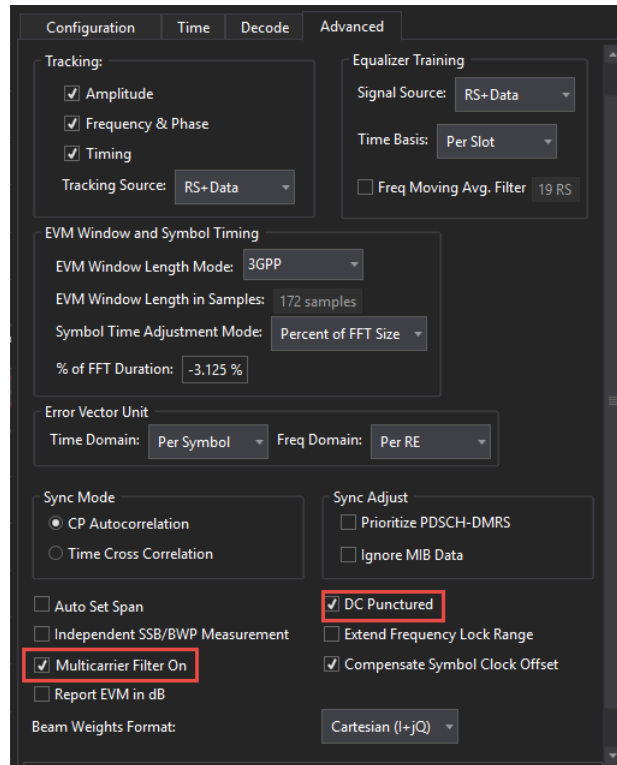 Configuration Time Decode Advanced
Tracking: Equalizer Training
Amplitude Signal Source: RS+Data
Frequency & Phase
Timing Time Basis: Per Slot
Tracking Source: RS+Data Freq Moving Avg. Filter 19 RS
EVM Window and Symbol Timing
EVM Window Length Mode: 3GPP
EVM Window Length in Samples: 172 samples
Symbol Time Adjustment Mode: Percent of FFT Size
% of FFT Duration: -3.125 %
Error Vector Unit
Time Domain: Per Symbol Freq Domain: Per RE
Sync Mode Sync Adjust
CP Autocorrelation Prioritize PDSCH-DMRS
Time Cross Correlation Ignore MIB Data
Auto Set Span DC Punctured
Independent SSB/BWP Measurement Extend Frequency Lock Range
Multicarrier Filter On Compensate Symbol Clock Offset
Report EVM in dB
Beam Weights Format: Cartesian (I+jQ)